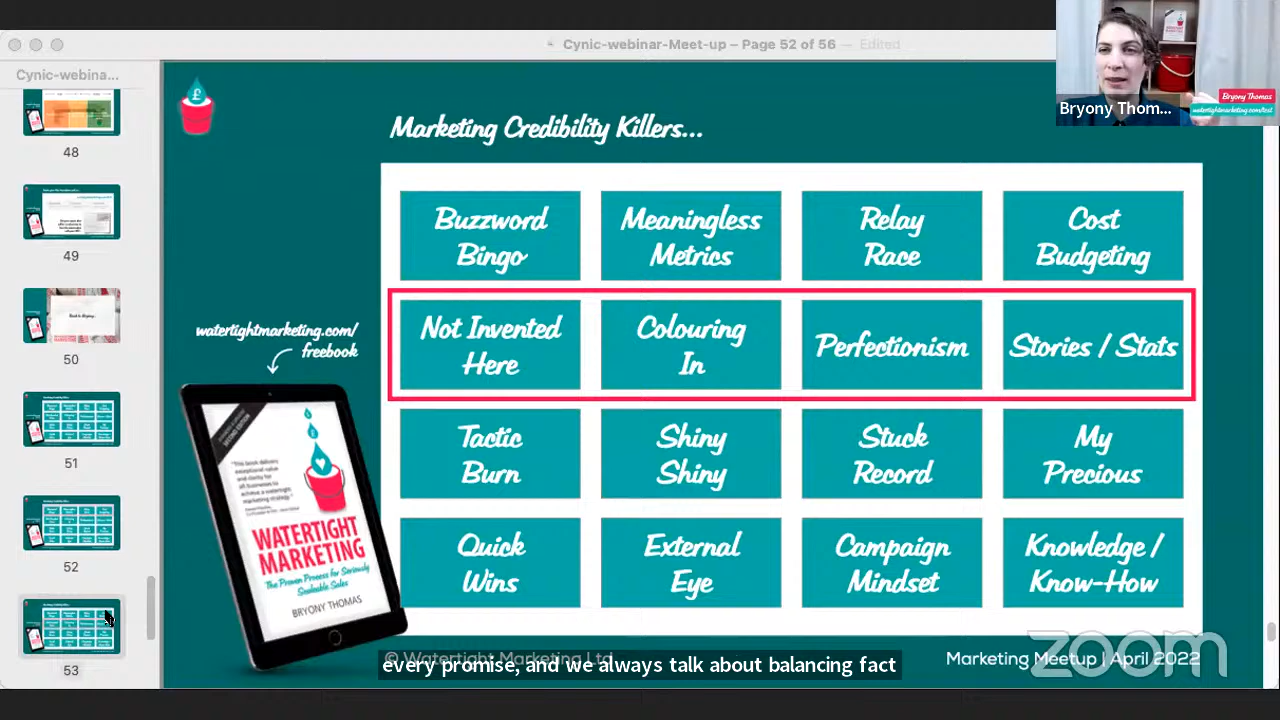 Cynic-webinar-Meet-up – Page 52 of 56 — Edited
Cynic-webina...
48
49
50
51
52
53
£
Marketing Credibility Killers...
Buzzword
Bingo
Meaningless
Metrics
Relay
Race
Cost
Budgeting
Not Invented
Here
Colouring
In
Perfectionism
Stories / Stats
Tactic
Burn
Shiny
Shiny
Stuck
Record
My
Precious
Quick
Wins
External
Eye
Campaign
Mindset
Knowledge /
Know-How
watertightmarketing.com/
freebook
WATERTIGHT
MARKETING
The Proven Process for Seriously
Scalable Sales
BRYONY THOMAS
© Watertight Marketing Ltd
every promise, and we always talk about balancing fact
Marketing Meetup | April 2022
zoom
Bryony Thom...
Bryony Thomas
watertightmarketing.com/test